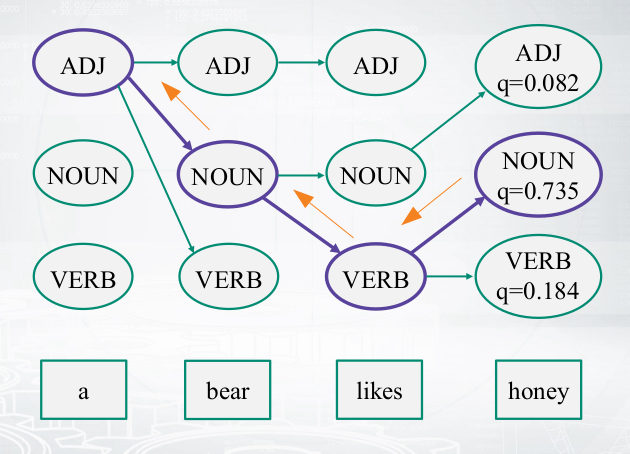 ADJ ADJ ADJ ADJ
q=0.082
NOUN NOUN NOUN NOUN
q=0.735
VERB VERB VERB VERB
q=0.184
a bear likes honey